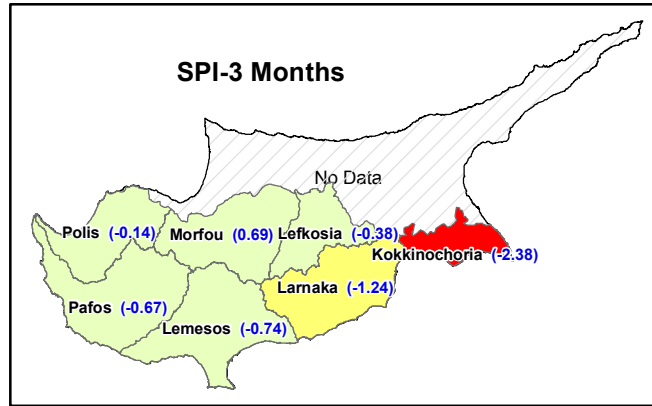 SPI-3 Months
No Data
Polis (-0.14)
Morfou (0.69)
Lefkosia (-0.38)
Kokkinochoria (-2.38)
Larnaka (-1.24)
Pafos (-0.67)
Lemesos (-0.74)